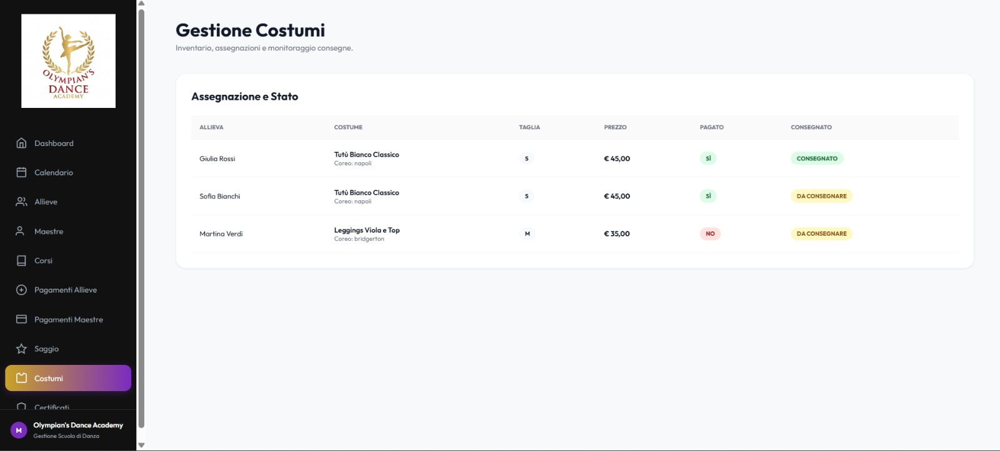 OLYMPIAN'S
DANCE
ACADEMY
Dashboard
Calendario
Allieve
Maestre
Corsi
Pagamenti Allieve
Pagamenti Maestre
Saggio
Costumi
Certificati
M
Olympian's Dance Academy
Gestione Scuola di Danza
Gestione Costumi
Inventario, assegnazioni e monitoraggio consegne.
Assegnazione e Stato
ALLIEVA COSTUME TAGLIA PREZZO PAGATO CONSEGNATO
Giulia Rossi Tutù Bianco Classico S € 45,00 SÌ CONSEGNATO
Coreo: napoli
Sofia Bianchi Tutù Bianco Classico S € 45,00 SÌ DA CONSEGNARE
Coreo: napoli
Martina Verdi Leggings Viola e Top M € 35,00 NO DA CONSEGNARE
Coreo: bridgerton